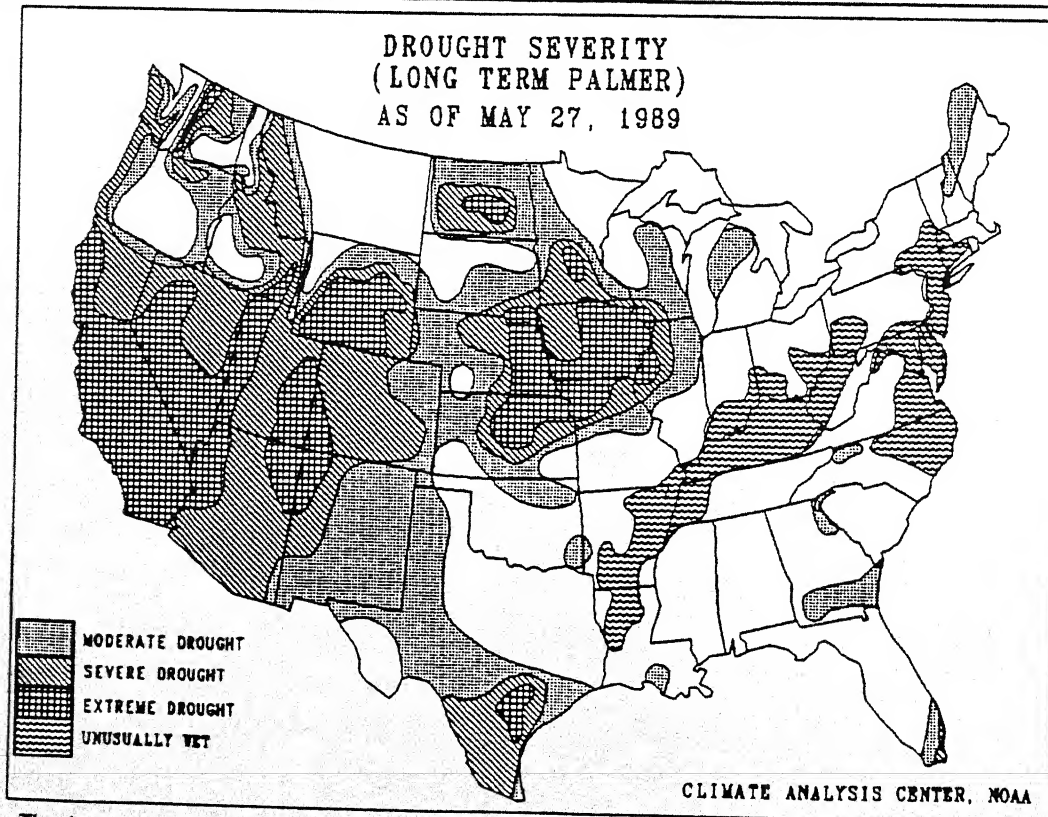 DROUGHT SEVERITY
(LONG TERM PALMER)
AS OF MAY 27, 1989
MODERATE DROUGHT
SEVERE DROUGHT
EXTREME DROUGHT
UNUSUALLY WET
CLIMATE ANALYSIS CENTER, NOAA